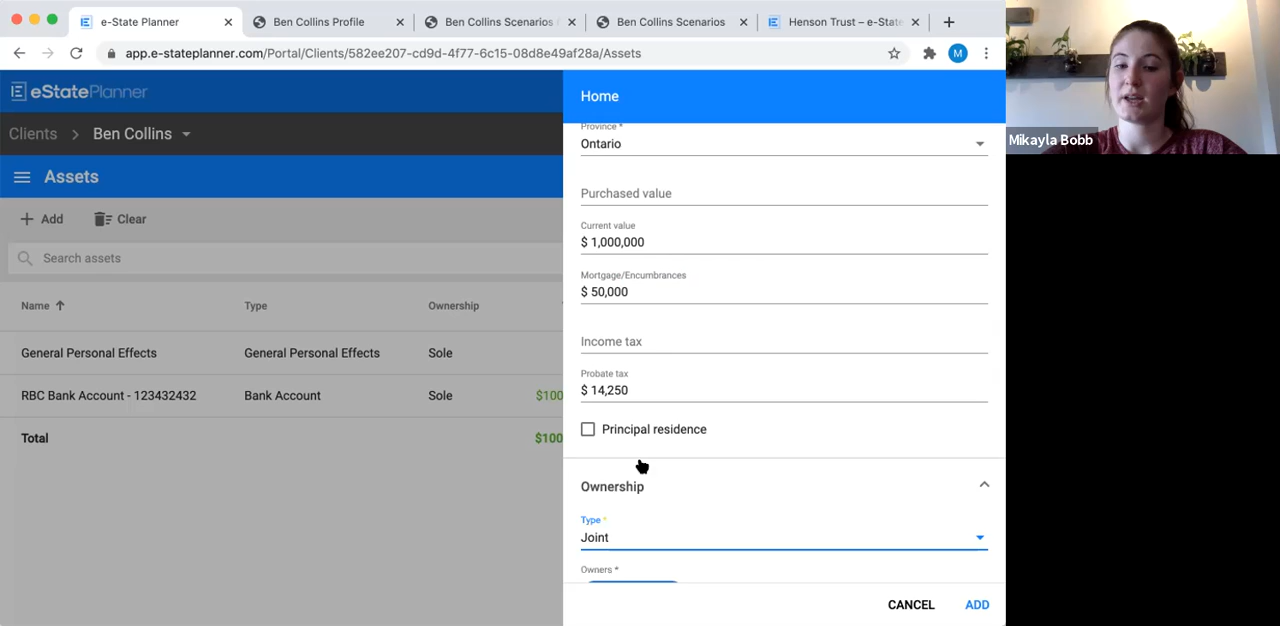 e-State Planner
Ben Collins Profile
Ben Collins Scenarios
Ben Collins Scenarios
Henson Trust – e-State
app.e-stateplanner.com/Portal/Clients/582ee207-cd9d-4f77-6c15-08d8e49af28a/Assets
M
eStatePlanner
Clients > Ben Collins
Assets
+ Add Clear
Search assets
Name Type Ownership
General Personal Effects General Personal Effects Sole
RBC Bank Account - 123432432 Bank Account Sole $100
Total $100
Home
Province *
Ontario
Purchased value
Current value
$ 1,000,000
Mortgage/Encumbrances
$ 50,000
Income tax
Probate tax
$ 14,250
Principal residence
Ownership
Type *
Joint
Owners *
CANCEL ADD
Mikayla Bobb